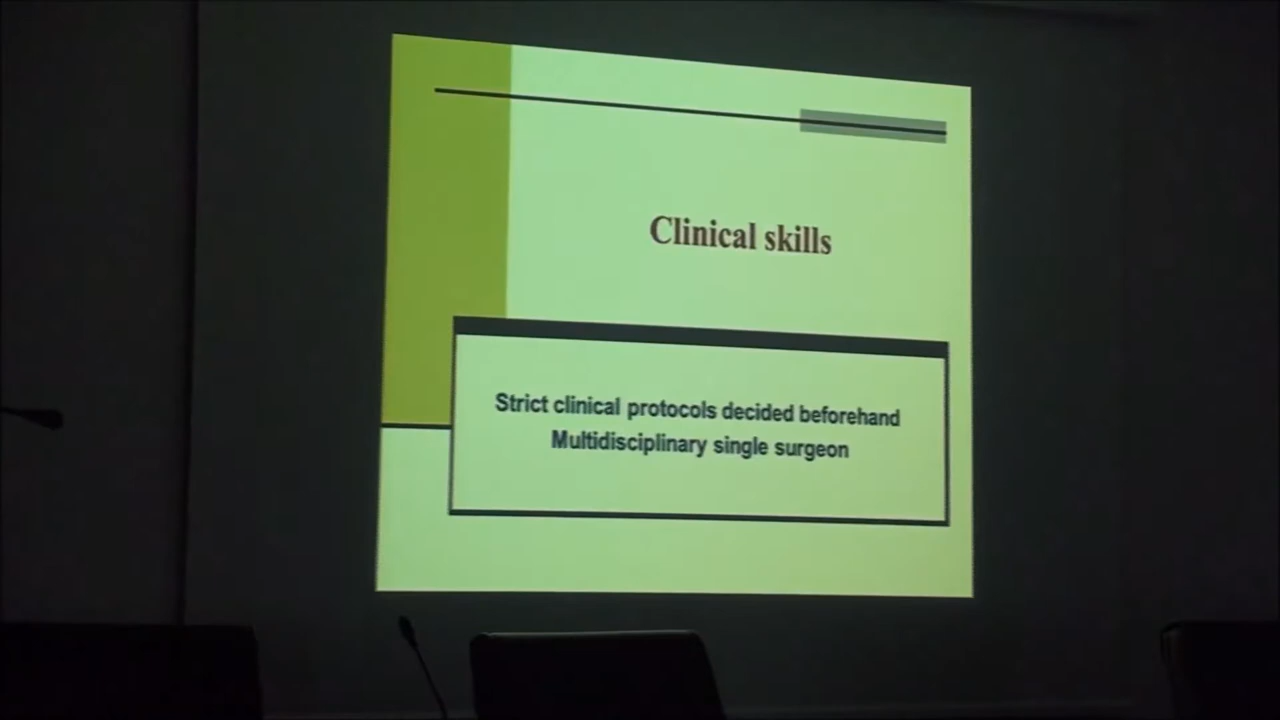 Clinical skills
Strict clinical protocols decided beforehand
Multidisciplinary single surgeon